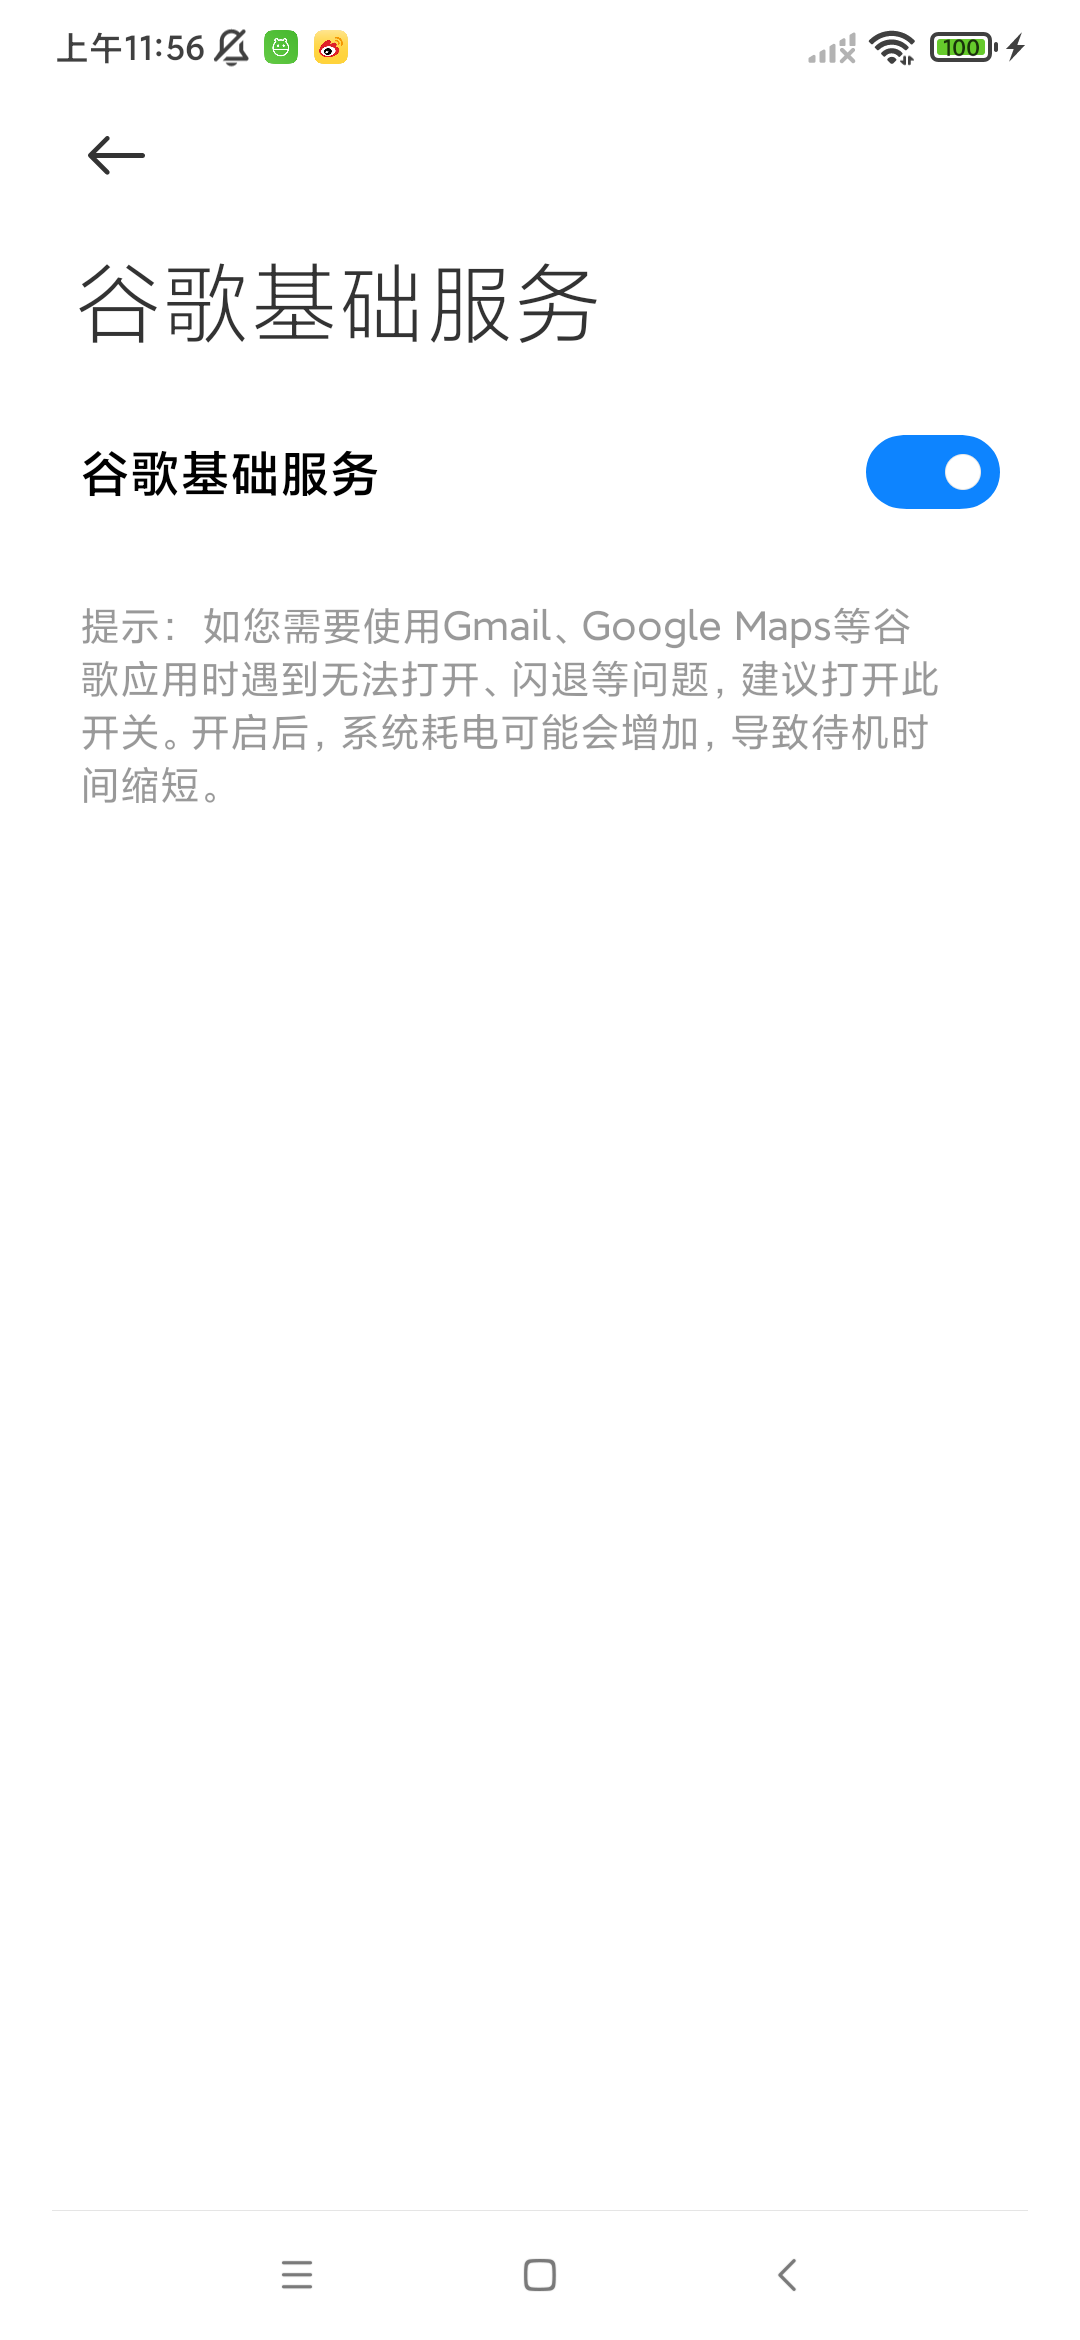 上午11:56
100
谷歌基础服务
谷歌基础服务
提示：如您需要使用Gmail、Google Maps等谷
歌应用时遇到无法打开、闪退等问题，建议打开此
开关。开启后，系统耗电可能会增加，导致待机时
间缩短。